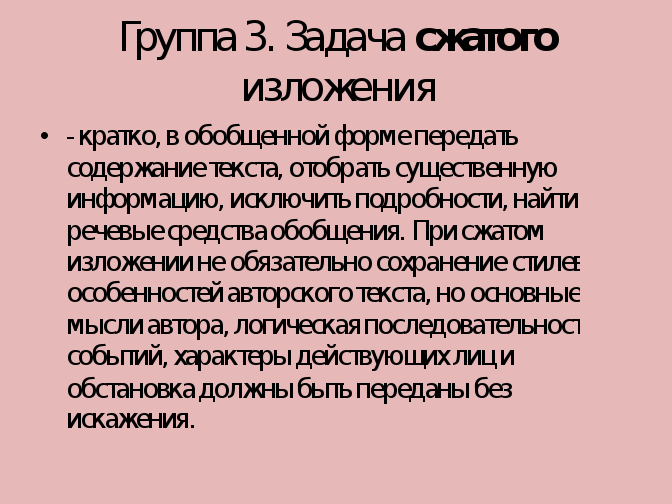 Группа 3. Задача сжатого
изложения
• - кратко, в обобщенной форме передать
содержание текста, отобрать существенную
информацию, исключить подробности, найти
речевые средства обобщения. При сжатом
изложении не обязательно сохранение стилев
особенностей авторского текста, но основные
мысли автора, логическая последовательност
событий, характеры действующих лиц и
обстановка должны быть переданы без
искажения.